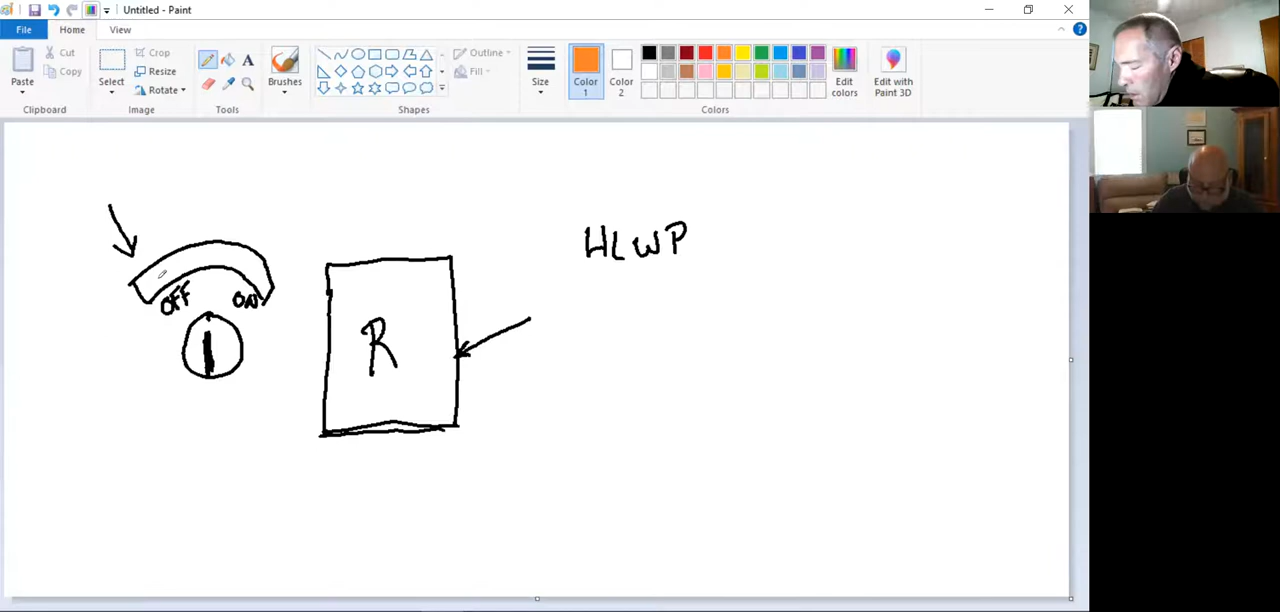 Untitled - Paint
File
Home
View
Paste
Cut
Copy
Clipboard
Select
Crop
Resize
Rotate
Image
A
Tools
Brushes
Outline
Fill
Shapes
Size
Color 1
Color 2
Edit colors
Colors
Edit with Paint 3D
HLWP
OFF ON
R